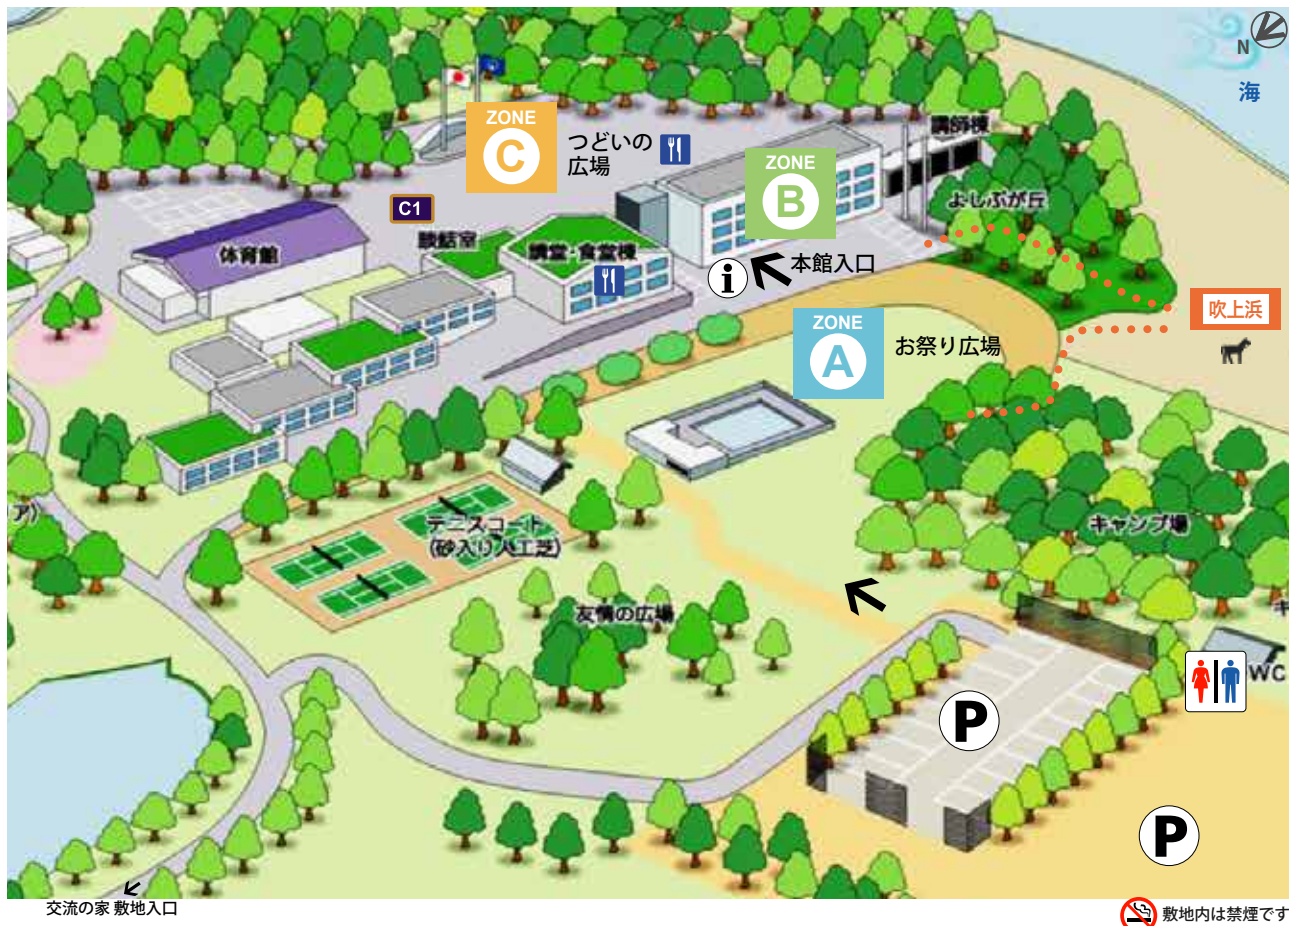 N
海
ZONE
C
つどいの
広場
講師棟
ZONE
B
よしぶが丘
C1
談話室
体育館
講堂・食堂棟
i
本館入口
吹上浜
ZONE
A
お祭り広場
ア)
テニスコート
(砂入り人工芝)
キャンプ場
友情の広場
キ
WC
P
P
交流の家 敷地入口
敷地内は禁煙です